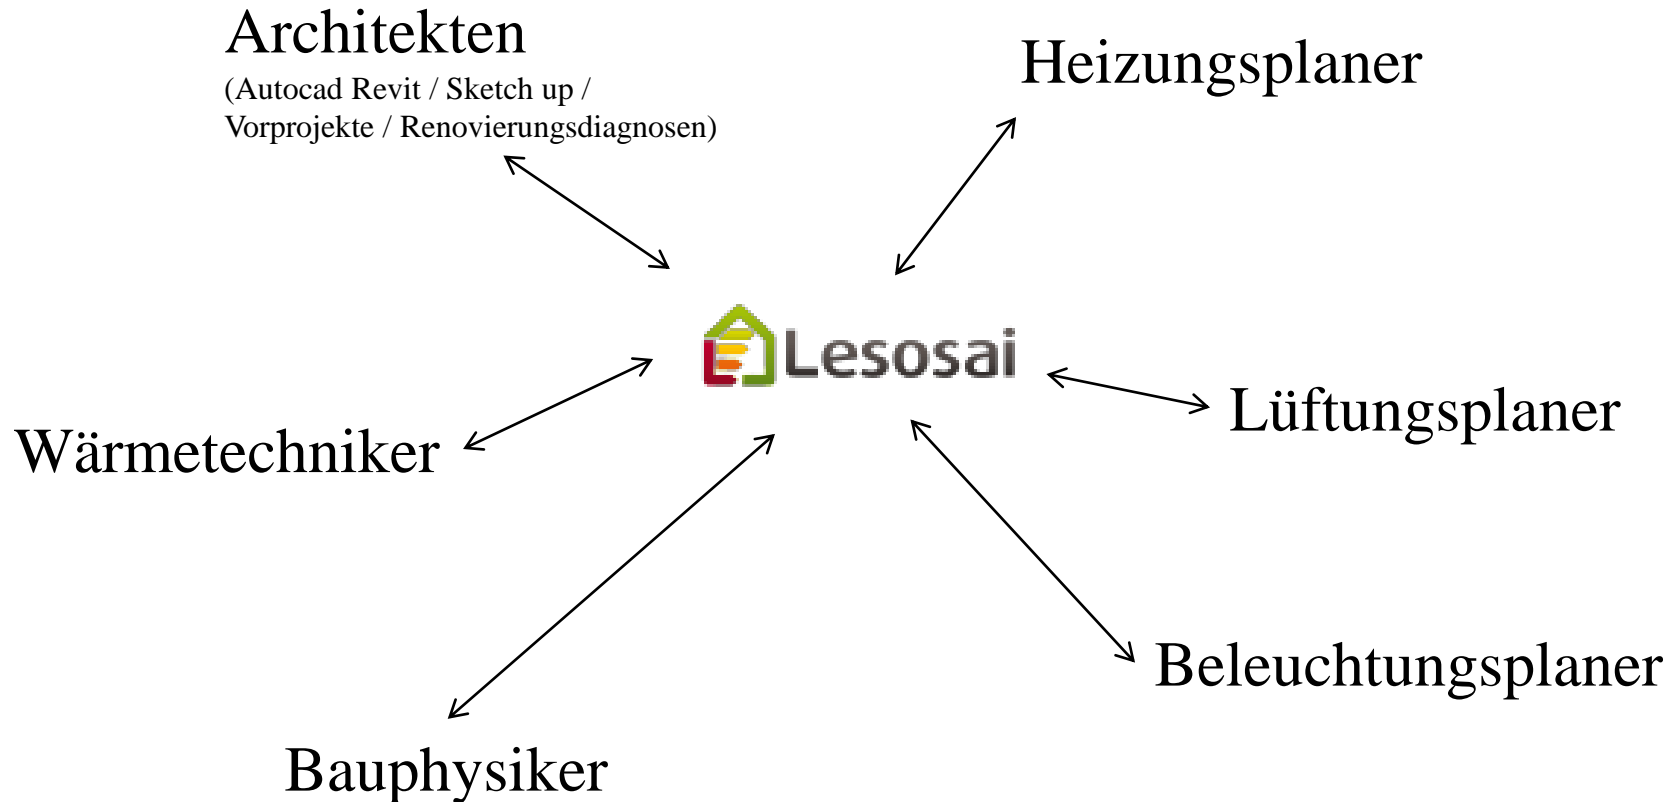 Architekten
(Autocad Revit / Sketch up /
Vorprojekte / Renovierungsdiagnosen)
Heizungsplaner
Lesosai
Lüftungsplaner
Wärmetechniker
Beleuchtungsplaner
Bauphysiker